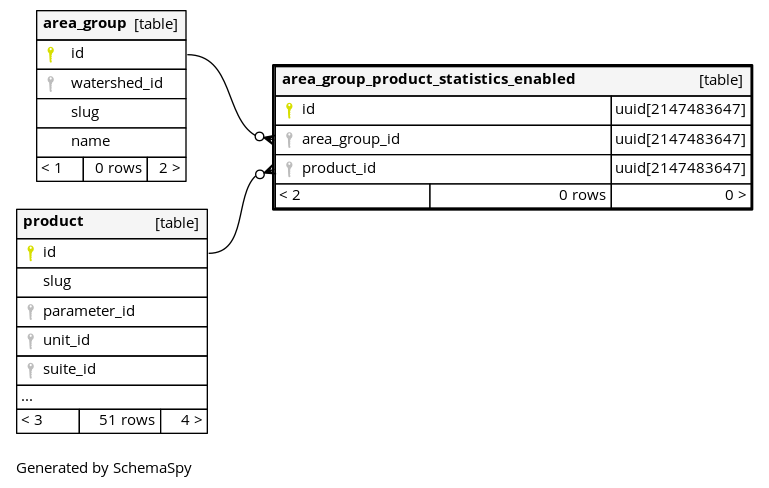 area_group [table]
id
watershed_id
slug
name
< 1 0 rows 2 >
area_group_product_statistics_enabled [table]
id uuid[2147483647]
area_group_id uuid[2147483647]
product_id uuid[2147483647]
< 2 0 rows 0 >
product [table]
id
slug
parameter_id
unit_id
suite_id
...
< 3 51 rows 4 >
Generated by SchemaSpy